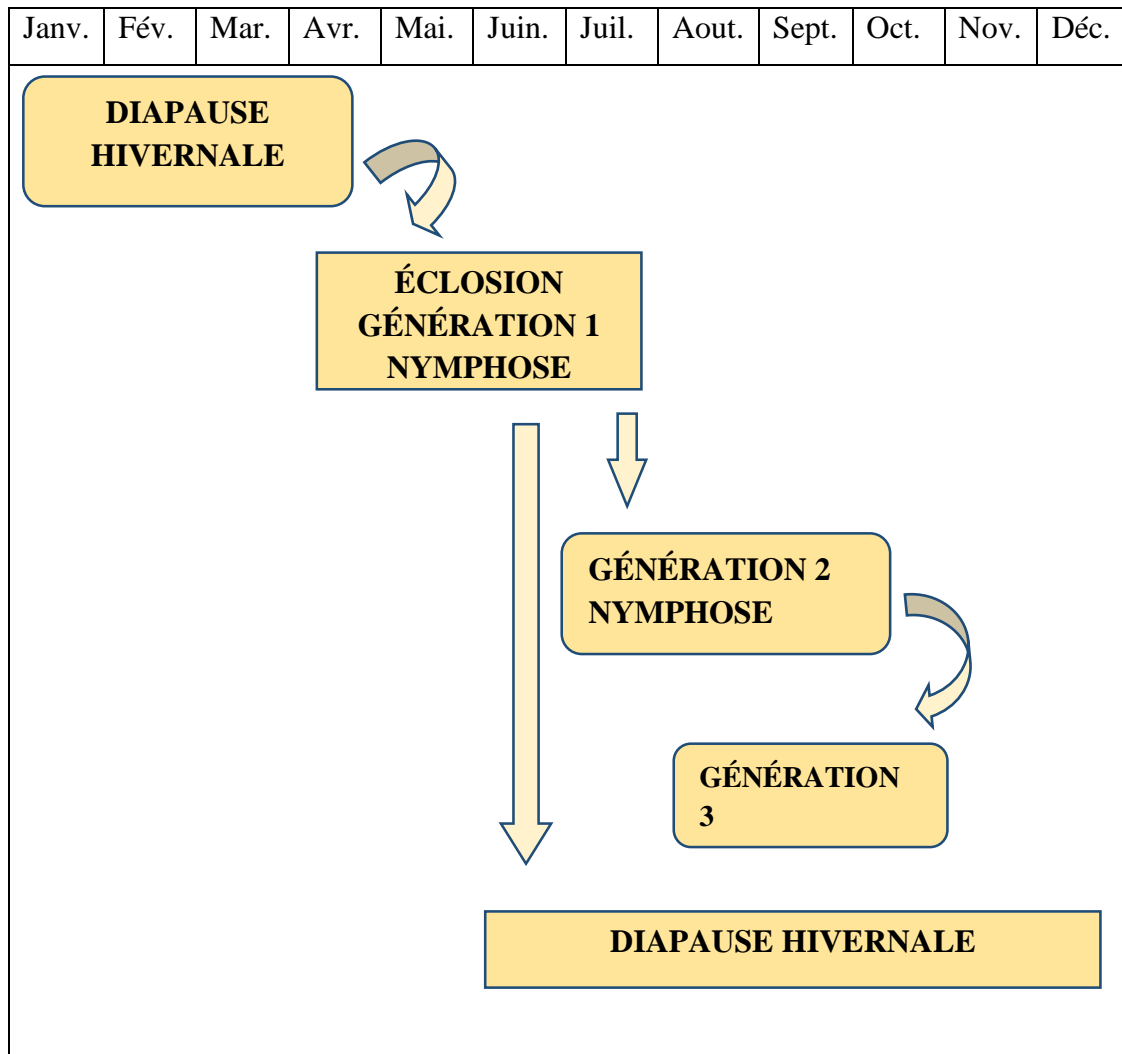 Janv. Fév. Mar. Avr. Mai. Juin. Juil. Aout. Sept. Oct. Nov. Déc.
DIAPAUSE
HIVERNALE
ÉCLOSION
GÉNÉRATION 1
NYMPHOSE
GÉNÉRATION 2
NYMPHOSE
GÉNÉRATION
3
DIAPAUSE HIVERNALE